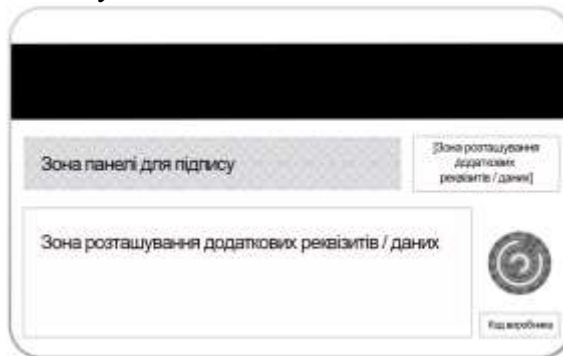 Зона панелі для підпису
[Зона розташування
додаткових
реквізитів / даних]
Зона розташування додаткових реквізитів / даних
Код виробника